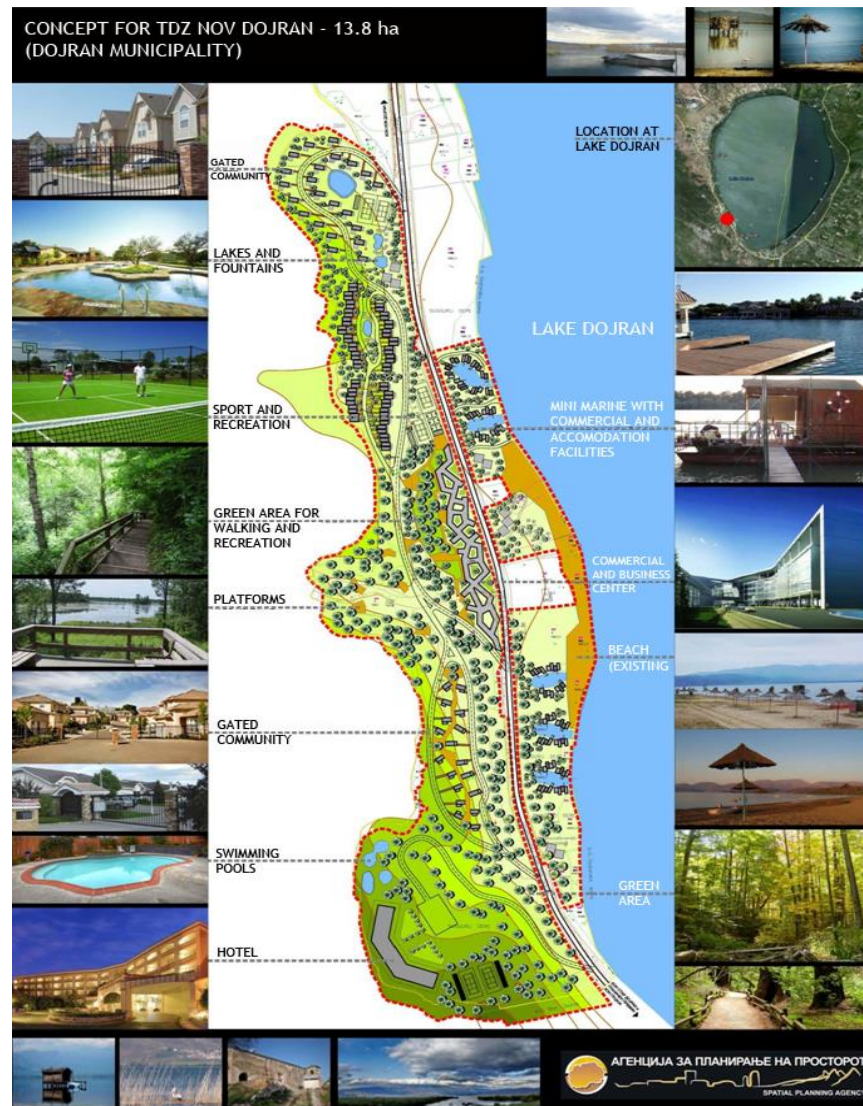 CONCEPT FOR TDZ NOV DOJRAN - 13.8 ha
(DOJRAN MUNICIPALITY)
LOCATION AT
LAKE DOJRAN
GATED
COMMUNITY
LAKES AND
FOUNTAINS
LAKE DOJRAN
SPORT AND
RECREATION
MINI MARINE WITH
COMMERCIAL AND
ACCOMODATION
FACILITIES
GREEN AREA FOR
WALKING AND
RECREATION
COMMERCIAL
AND BUSINESS
CENTER
PLATFORMS
BEACH
(EXISTING
GATED
COMMUNITY
SWIMMING
POOLS
GREEN
AREA
HOTEL
АГЕНЦИЈА ЗА ПЛАНИРАЊЕ НА ПРОСТОРОТ
SPATIAL PLANNING AGENCY